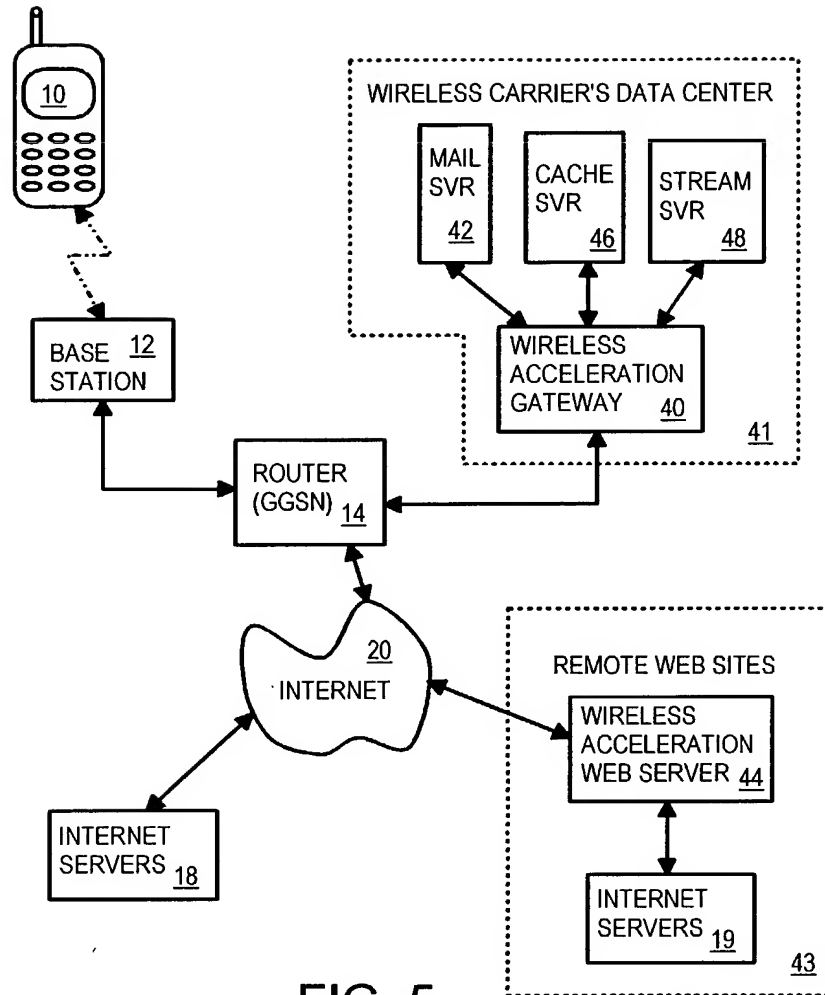 10
WIRELESS CARRIER'S DATA CENTER
MAIL
SVR
42
CACHE
SVR
46
STREAM
SVR
48
BASE
STATION
12
WIRELESS
ACCELERATION
GATEWAY
40
41
ROUTER
(GGSN)
14
20
INTERNET
REMOTE WEB SITES
WIRELESS
ACCELERATION
WEB SERVER
44
INTERNET
SERVERS
18
INTERNET
SERVERS
19
43
FIG. 5